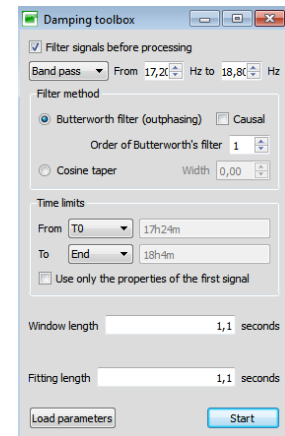 Damping toolbox
Filter signals before processing
Band pass From 17,20 Hz to 18,80 Hz
Filter method
Butterworth filter (outphasing) Causal
Order of Butterworth's filter 1
Cosine taper Width 0,00
Time limits
From T0 17h24m
To End 18h4m
Use only the properties of the first signal
Window length 1,1 seconds
Fitting length 1,1 seconds
Load parameters Start